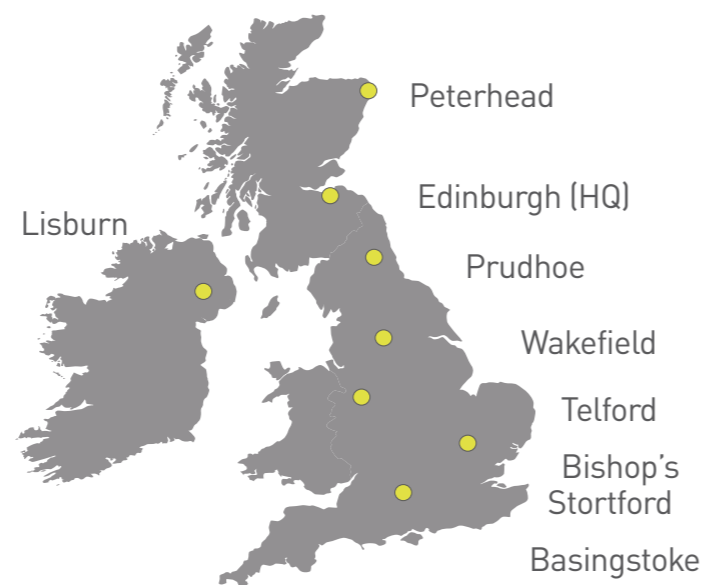 Peterhead
Edinburgh (HQ)
Lisburn
Prudhoe
Wakefield
Telford
Bishop’s
Stortford
Basingstoke